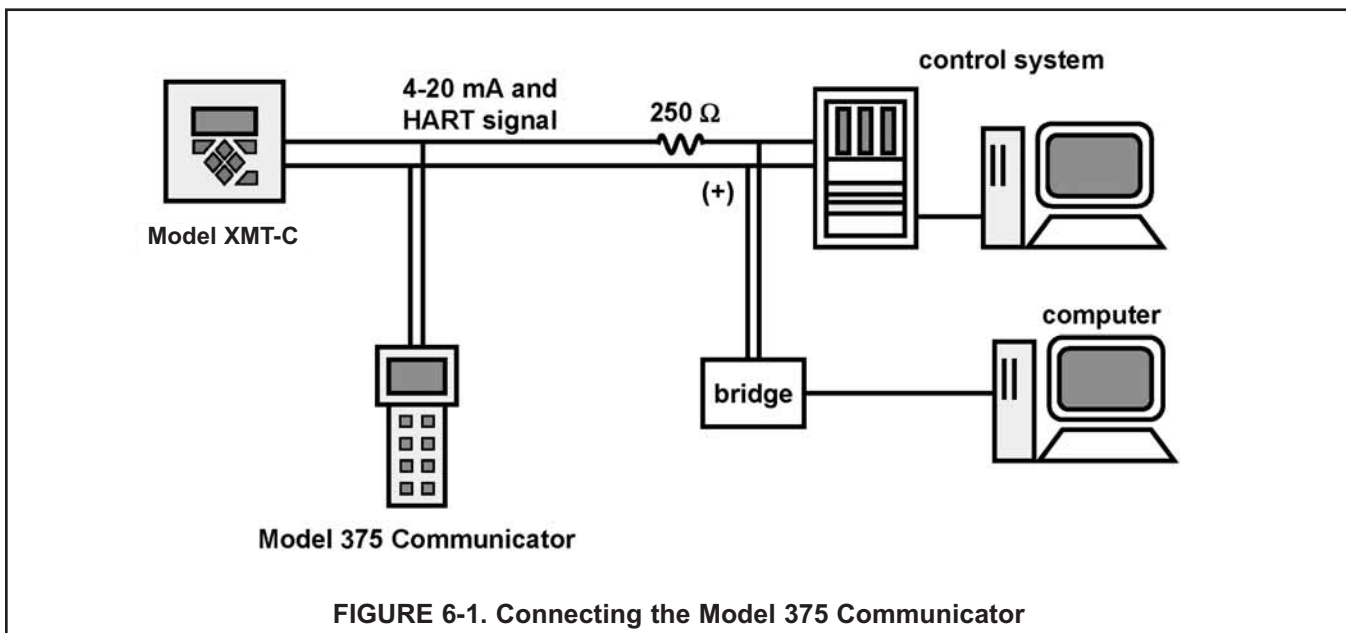 control system
4-20 mA and
HART signal
250 Ω
(+)
Model XMT-C
computer
bridge
Model 375 Communicator
FIGURE 6-1. Connecting the Model 375 Communicator